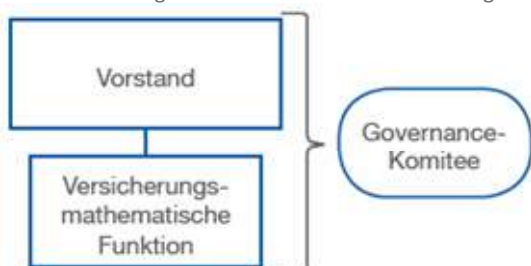 Vorstand
Governance-
Komitee
Versicherungs-
mathematische
Funktion